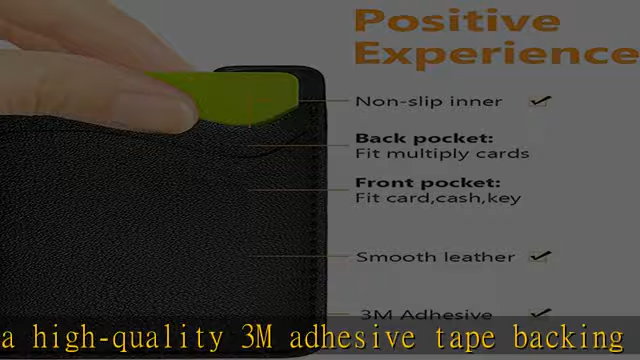 Positive
Experience
Non-slip inner
Back pocket:
Fit multiply cards
Front pocket:
Fit card,cash,key
Smooth leather
3M Adhesive
a high-quality 3M adhesive tape backing